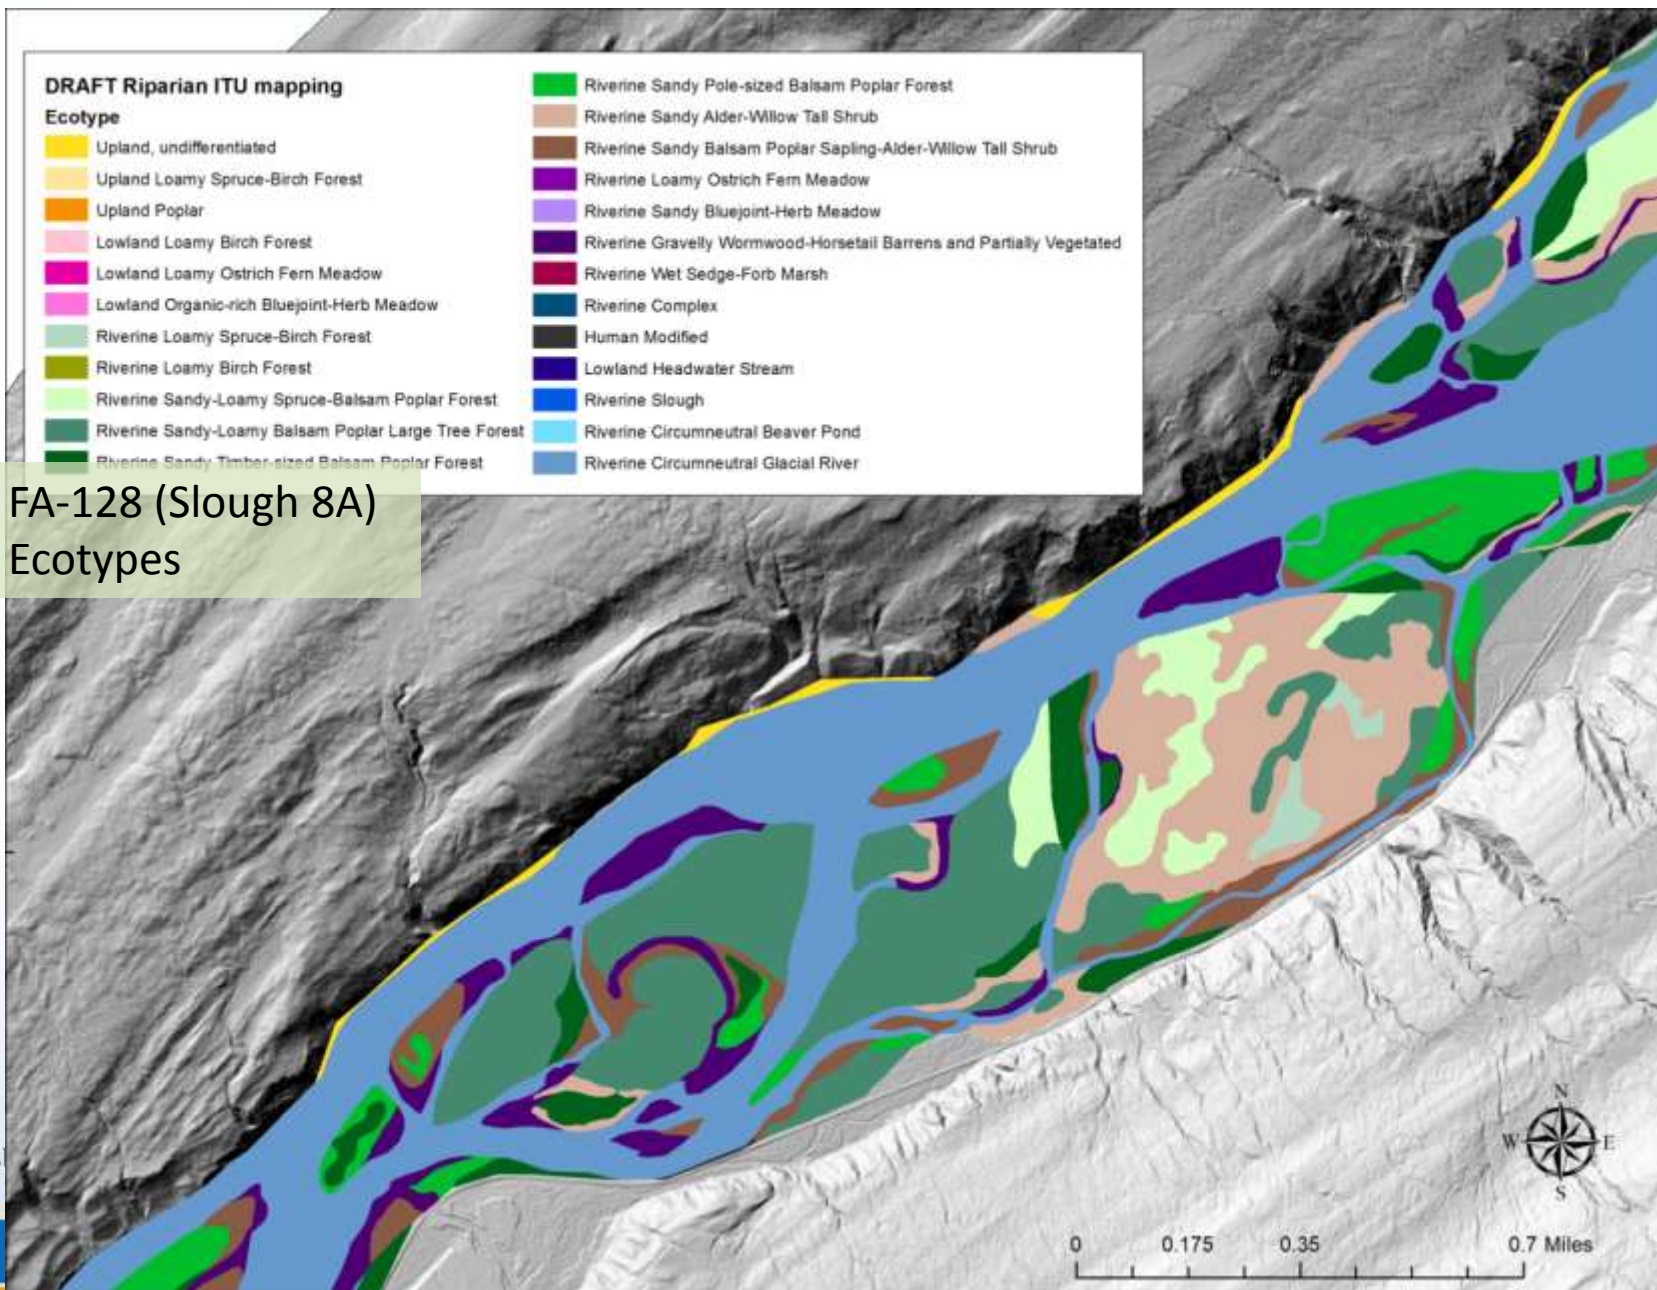 DRAFT Riparian ITU mapping
Ecotype
Upland, undifferentiated
Upland Loamy Spruce-Birch Forest
Upland Poplar
Lowland Loamy Birch Forest
Lowland Loamy Ostrich Fern Meadow
Lowland Organic-rich Bluejoint-Herb Meadow
Riverine Loamy Spruce-Birch Forest
Riverine Loamy Birch Forest
Riverine Sandy-Loamy Spruce-Balsam Poplar Forest
Riverine Sandy-Loamy Balsam Poplar Large Tree Forest
Riverine Sandy Timber-sized Balsam Poplar Forest
Riverine Sandy Pole-sized Balsam Poplar Forest
Riverine Sandy Alder-Willow Tall Shrub
Riverine Sandy Balsam Poplar Sapling-Alder-Willow Tall Shrub
Riverine Loamy Ostrich Fern Meadow
Riverine Sandy Bluejoint-Herb Meadow
Riverine Gravelly Wormwood-Horsetail Barrens and Partially Vegetated
Riverine Wet Sedge-Forb Marsh
Riverine Complex
Human Modified
Lowland Headwater Stream
Riverine Slough
Riverine Circumneutral Beaver Pond
Riverine Circumneutral Glacial River
FA-128 (Slough 8A)
Ecotypes
N
W E
S
0 0.175 0.35 0.7 Miles